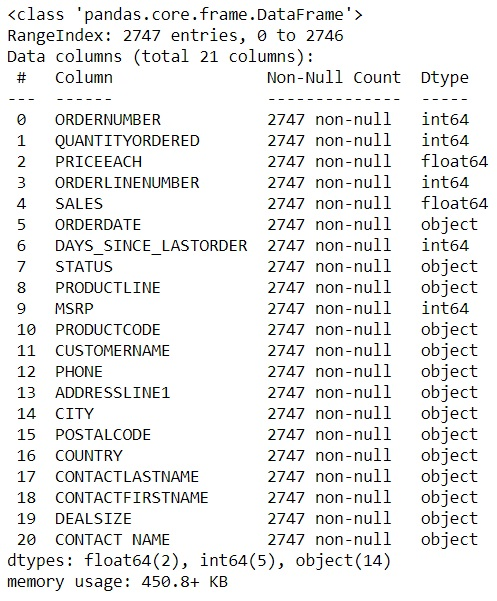 <class 'pandas.core.frame.DataFrame'>
RangeIndex: 2747 entries, 0 to 2746
Data columns (total 21 columns):
 #   Column               Non-Null Count  Dtype
---  ------               --------------  -----
 0   ORDERNUMBER          2747 non-null   int64
 1   QUANTITYORDERED      2747 non-null   int64
 2   PRICEEACH            2747 non-null   float64
 3   ORDERLINENUMBER      2747 non-null   int64
 4   SALES                2747 non-null   float64
 5   ORDERDATE            2747 non-null   object
 6   DAYS_SINCE_LASTORDER 2747 non-null   int64
 7   STATUS               2747 non-null   object
 8   PRODUCTLINE          2747 non-null   object
 9   MSRP                 2747 non-null   int64
 10  PRODUCTCODE          2747 non-null   object
 11  CUSTOMERNAME         2747 non-null   object
 12  PHONE                2747 non-null   object
 13  ADDRESSLINE1         2747 non-null   object
 14  CITY                 2747 non-null   object
 15  POSTALCODE           2747 non-null   object
 16  COUNTRY              2747 non-null   object
 17  CONTACTLASTNAME      2747 non-null   object
 18  CONTACTFIRSTNAME     2747 non-null   object
 19  DEALSIZE             2747 non-null   object
 20  CONTACT NAME         2747 non-null   object
dtypes: float64(2), int64(5), object(14)
memory usage: 450.8+ KB